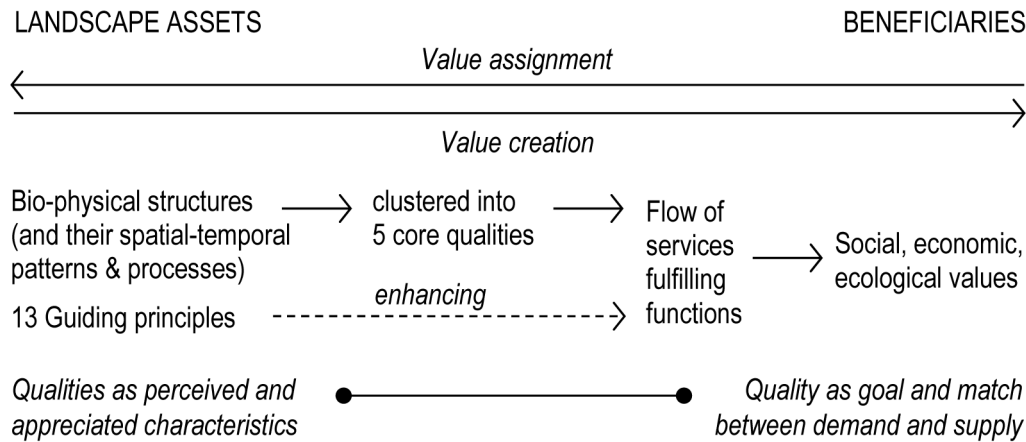 LANDSCAPE ASSETS
BENEFICIARIES
Value assignment
Value creation
Bio-physical structures
(and their spatial-temporal
patterns & processes)
clustered into
5 core qualities
Flow of
services
fulfilling
functions
Social, economic,
ecological values
13 Guiding principles
enhancing
Qualities as perceived and
appreciated characteristics
Quality as goal and match
between demand and supply